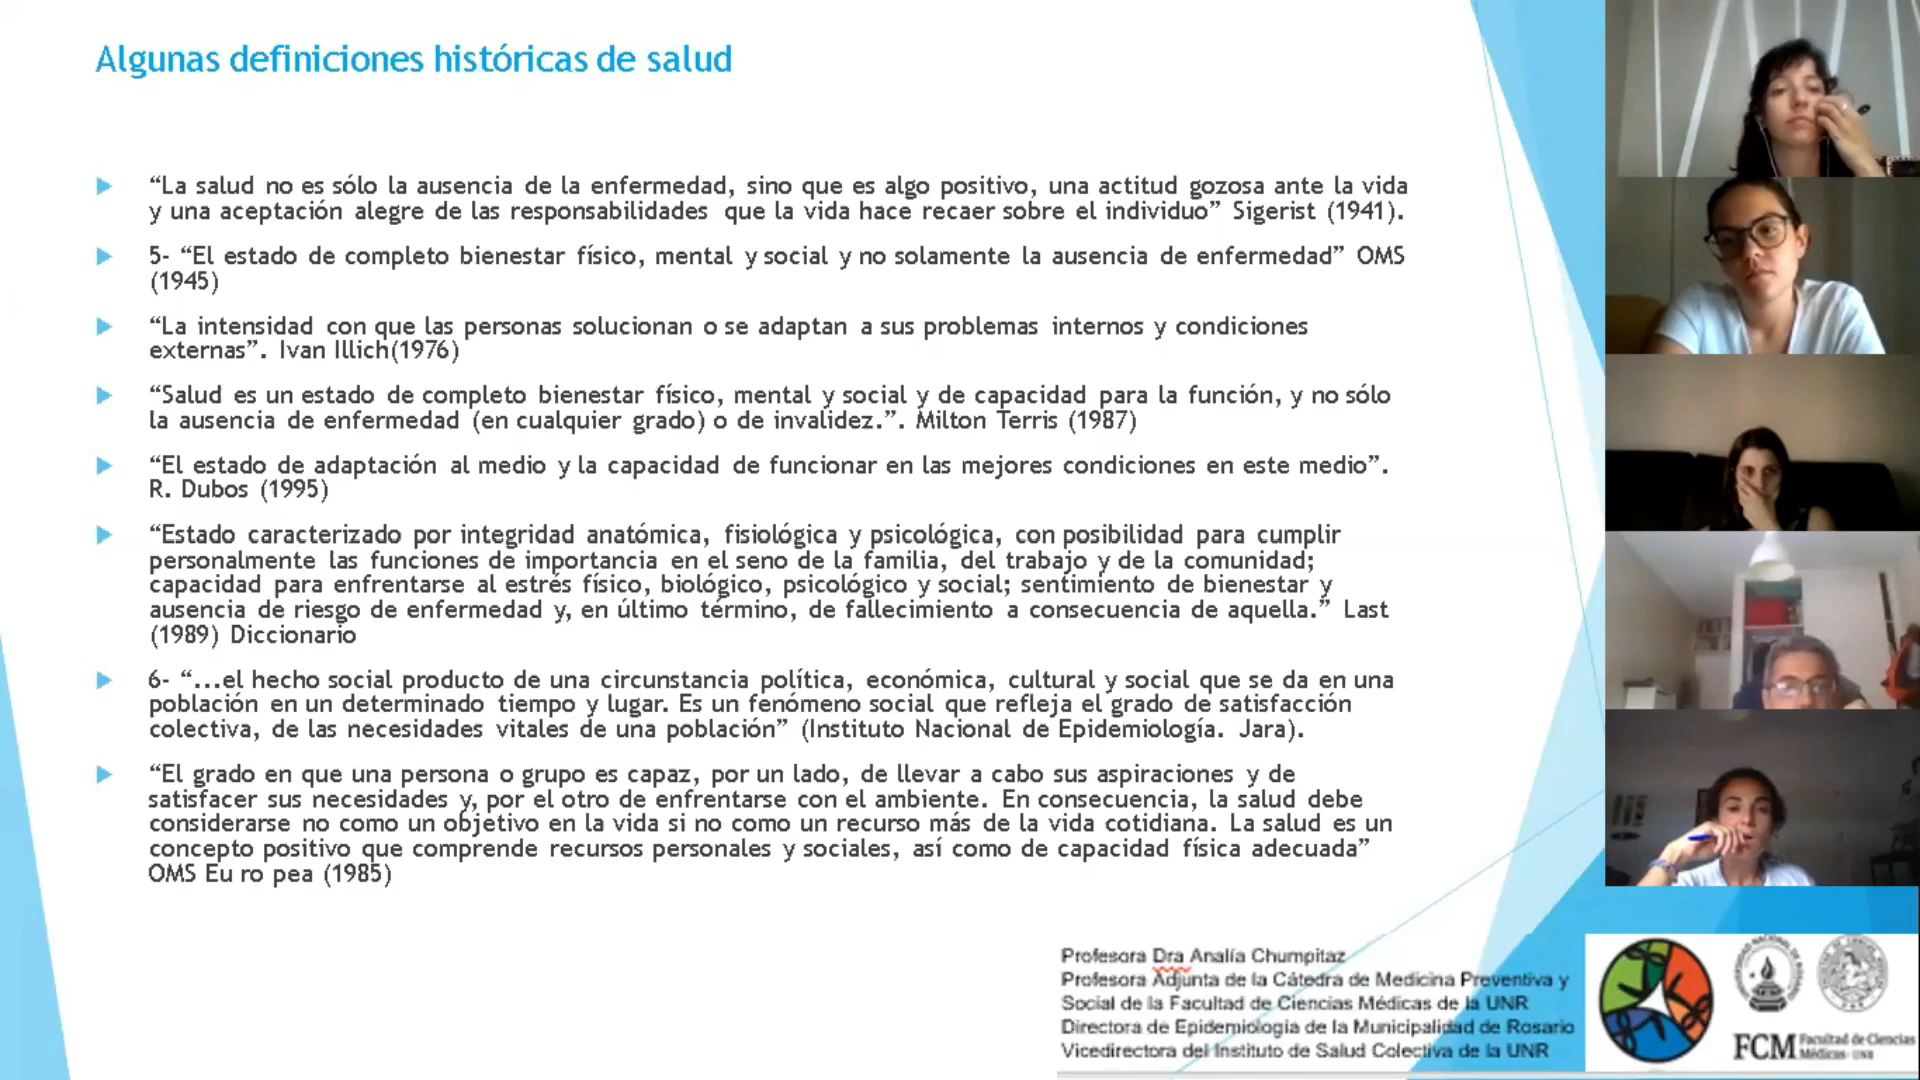 Algunas definiciones históricas de salud
“La salud no es sólo la ausencia de la enfermedad, sino que es algo positivo, una actitud gozosa ante la vida
y una aceptación alegre de las responsabilidades que la vida hace recaer sobre el individuo” Sigerist (1941).
5- “El estado de completo bienestar físico, mental y social y no solamente la ausencia de enfermedad” OMS
(1945)
“La intensidad con que las personas solucionan o se adaptan a sus problemas internos y condiciones
externas”. Ivan Illich(1976)
“Salud es un estado de completo bienestar físico, mental y social y de capacidad para la función, y no sólo
la ausencia de enfermedad (en cualquier grado) o de invalidez.”. Milton Terris (1987)
“El estado de adaptación al medio y la capacidad de funcionar en las mejores condiciones en este medio”.
R. Dubos (1995)
“Estado caracterizado por integridad anatómica, fisiológica y psicológica, con posibilidad para cumplir
personalmente las funciones de importancia en el seno de la familia, del trabajo y de la comunidad;
capacidad para enfrentarse al estrés físico, biológico, psicológico y social; sentimiento de bienestar y
ausencia de riesgo de enfermedad y, en último término, de fallecimiento a consecuencia de aquella.” Last
(1989) Diccionario
6- “...el hecho social producto de una circunstancia política, económica, cultural y social que se da en una
población en un determinado tiempo y lugar. Es un fenómeno social que refleja el grado de satisfacción
colectiva, de las necesidades vitales de una población” (Instituto Nacional de Epidemiología. Jara).
“El grado en que una persona o grupo es capaz, por un lado, de llevar a cabo sus aspiraciones y de
satisfacer sus necesidades y, por el otro de enfrentarse con el ambiente. En consecuencia, la salud debe
considerarse no como un objetivo en la vida si no como un recurso más de la vida cotidiana. La salud es un
concepto positivo que comprende recursos personales y sociales, así como de capacidad física adecuada”
OMS Eu ro pea (1985)
Profesora Dra Analía Chumpitaz
Profesora Adjunta de la Cátedra de Medicina Preventiva y
Social de la Facultad de Ciencias Médicas de la UNR
Directora de Epidemiología de la Municipalidad de Rosario
Vicedirectora del Instituto de Salud Colectiva de la UNR
FCM Facultad de Ciencias
Médicas · UNR